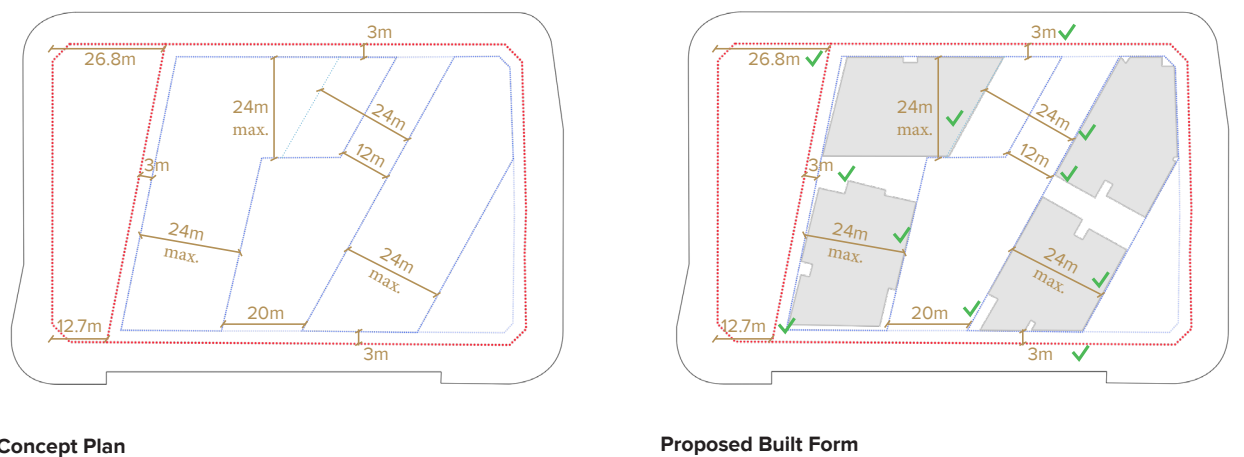 3m
26.8m
24m
max.
24m
12m
3m
24m
max.
24m
max.
20m
12.7m
3m
Concept Plan
3m
26.8m
24m
max.
24m
12m
3m
24m
max.
24m
max.
20m
12.7m
3m
Proposed Built Form